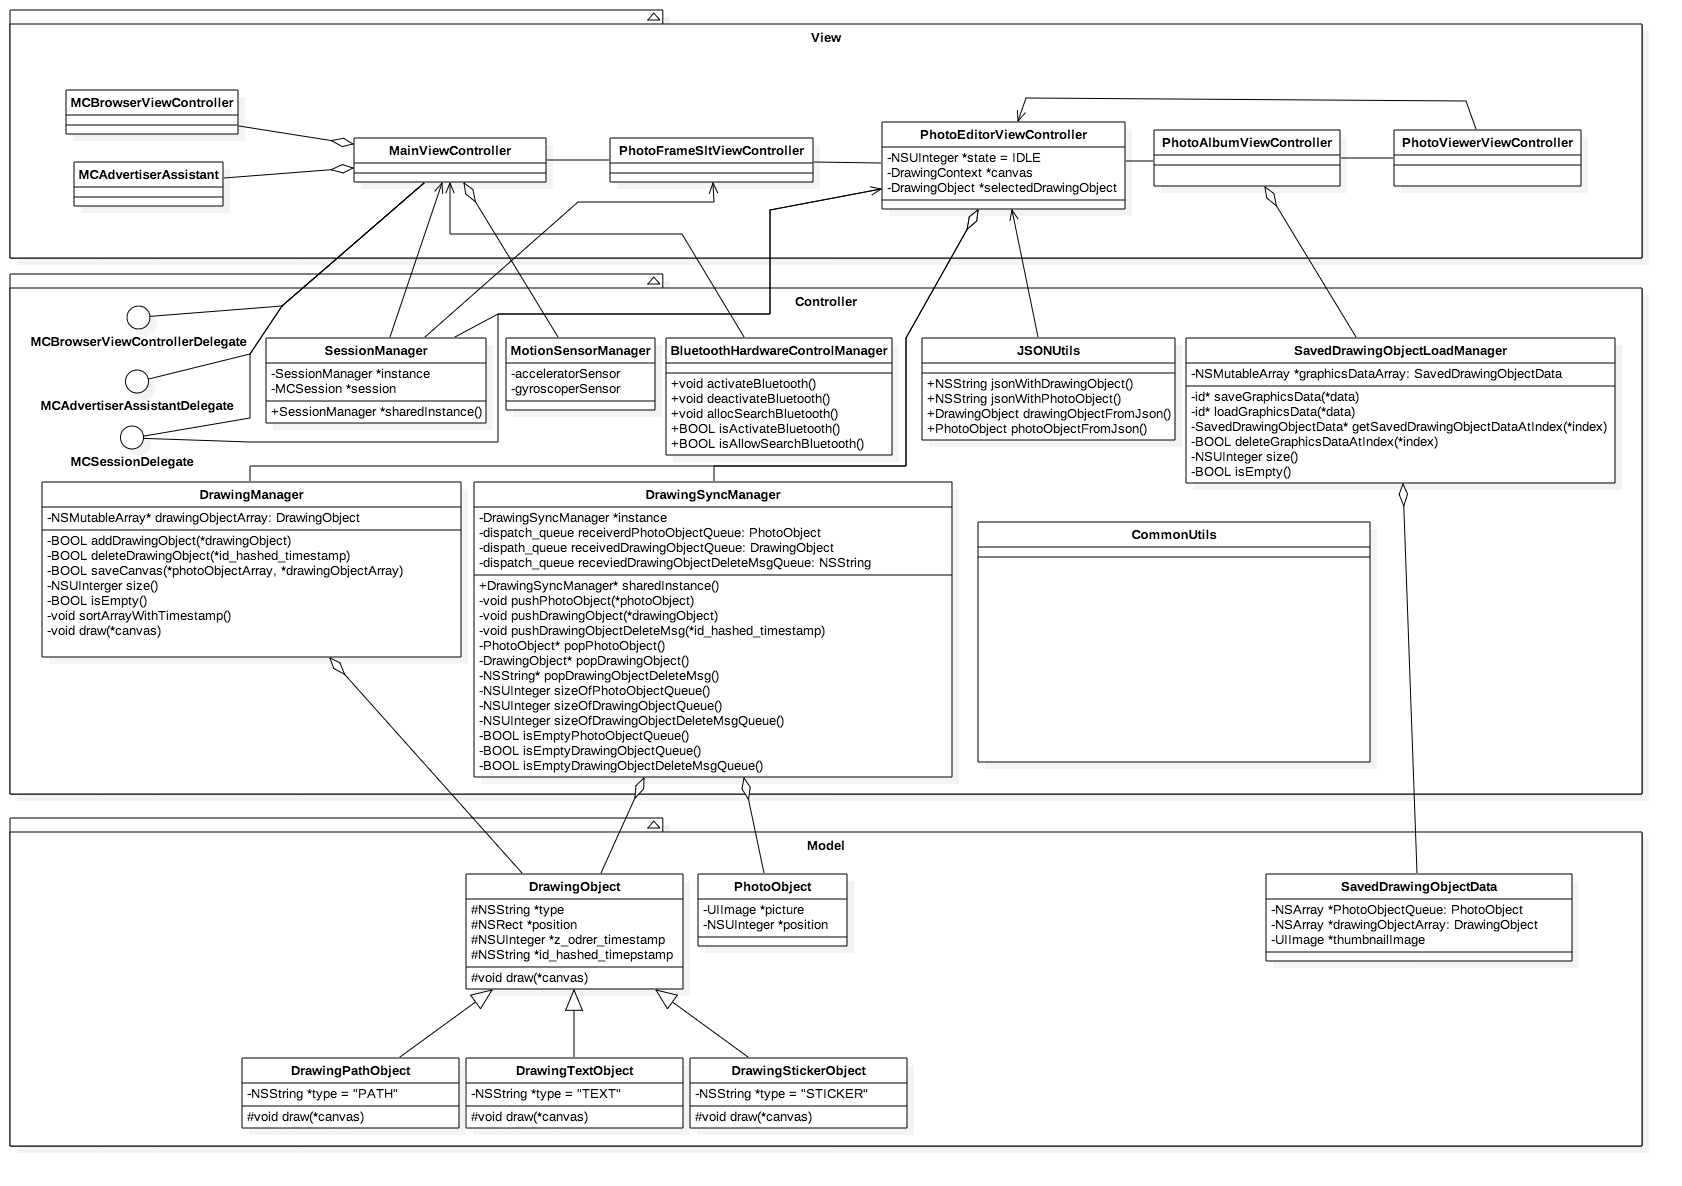 View
MCBrowserViewController
MCAdvertiserAssistant
MainViewController
PhotoFrameSltViewController
PhotoEditorViewController
-NSUInteger *state = IDLE
-DrawingContext *canvas
-DrawingObject *selectedDrawingObject
PhotoAlbumViewController
PhotoViewerViewController
Controller
MCBrowserViewControllerDelegate
MCAdvertiserAssistantDelegate
MCSessionDelegate
SessionManager
-SessionManager *instance
-MCSession *session
+SessionManager *sharedInstance()
MotionSensorManager
-acceleratorSensor
-gyroscoperSensor
BluetoothHardwareControlManager
+void activateBluetooth()
+void deactivateBluetooth()
+void allocSearchBluetooth()
+BOOL isActivateBluetooth()
+BOOL isAllowSearchBluetooth()
JSONUtils
+NSString jsonWithDrawingObject()
+NSString jsonWithPhotoObject()
+DrawingObject drawingObjectFromJson()
+PhotoObject photoObjectFromJson()
SavedDrawingObjectLoadManager
-NSMutableArray *graphicsDataArray: SavedDrawingObjectData
-id* saveGraphicsData(*data)
-id* loadGraphicsData(*data)
-SavedDrawingObjectData* getSavedDrawingObjectDataAtIndex(*index)
-BOOL deleteGraphicsDataAtIndex(*index)
-NSUInteger size()
-BOOL isEmpty()
DrawingManager
-NSMutableArray* drawingObjectArray: DrawingObject
-BOOL addDrawingObject(*drawingObject)
-BOOL deleteDrawingObject(*id_hashed_timestamp)
-BOOL saveCanvas(*photoObjectArray, *drawingObjectArray)
-NSUInterger size()
-BOOL isEmpty()
-void sortArrayWithTimestamp()
-void draw(*canvas)
DrawingSyncManager
-DrawingSyncManager *instance
-dispatch_queue receiverdPhotoObjectQueue: PhotoObject
-dispath_queue receivedDrawingObjectQueue: DrawingObject
-dispatch_queue receviedDrawingObjectDeleteMsgQueue: NSString
+DrawingSyncManager* sharedInstance()
-void pushPhotoObject(*photoObject)
-void pushDrawingObject(*drawingObject)
-void pushDrawingObjectDeleteMsg(*id_hashed_timestamp)
-PhotoObject* popPhotoObject()
-DrawingObject* popDrawingObject()
-NSString* popDrawingObjectDeleteMsg()
-NSUInteger sizeOfPhotoObjectQueue()
-NSUInteger sizeOfDrawingObjectQueue()
-NSUInteger sizeOfDrawingObjectDeleteMsgQueue()
-BOOL isEmptyPhotoObjectQueue()
-BOOL isEmptyDrawingObjectQueue()
-BOOL isEmptyDrawingObjectDeleteMsgQueue()
CommonUtils
Model
DrawingObject
#NSString *type
#NSRect *position
#NSUInteger *z_odrer_timestamp
#NSString *id_hashed_timepstamp
#void draw(*canvas)
PhotoObject
-UIImage *picture
-NSUInteger *position
SavedDrawingObjectData
-NSArray *PhotoObjectQueue: PhotoObject
-NSArray *drawingObjectArray: DrawingObject
-UIImage *thumbnailImage
DrawingPathObject
-NSString *type = "PATH"
#void draw(*canvas)
DrawingTextObject
-NSString *type = "TEXT"
#void draw(*canvas)
DrawingStickerObject
-NSString *type = "STICKER"
#void draw(*canvas)